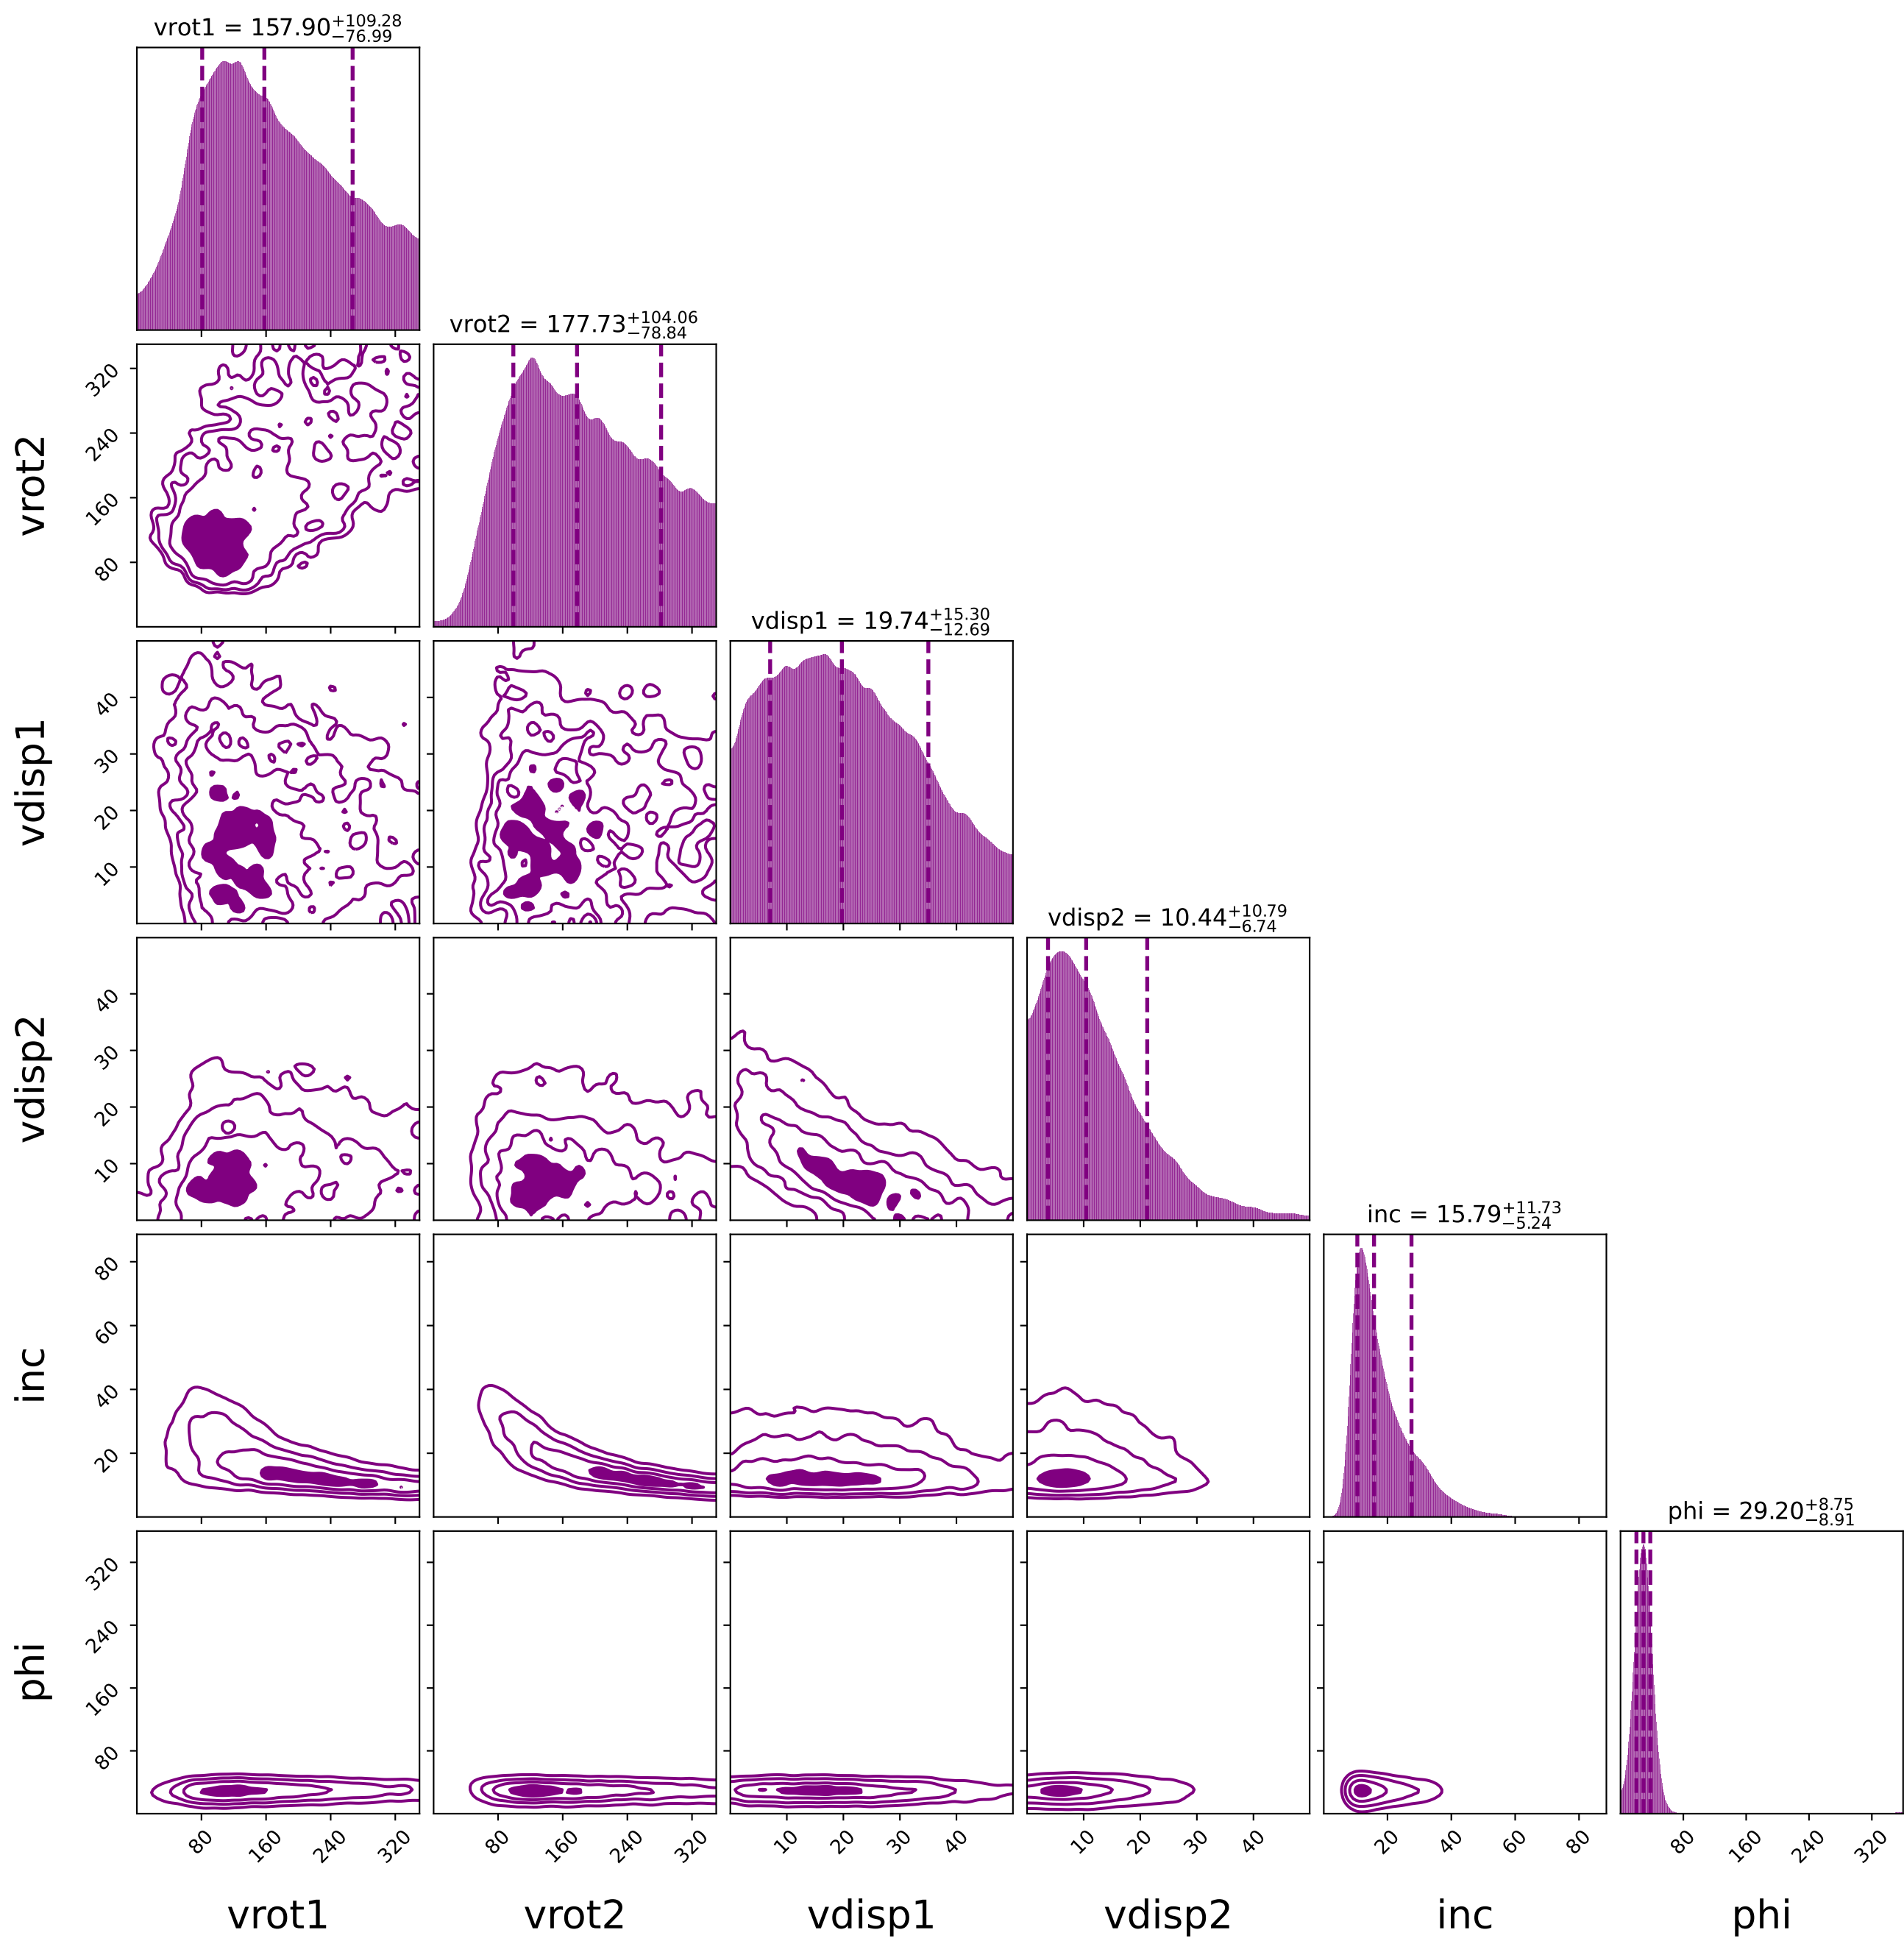 vrot1 = 157.90+109.28−76.99
320
240
160
80
vrot2
vrot2 = 177.73+104.06−78.84
40
30
20
10
vdisp1
vdisp1 = 19.74+15.30−12.69
40
30
20
10
vdisp2
vdisp2 = 10.44+10.79−6.74
80
60
40
20
inc
inc = 15.79+11.73−5.24
320
240
160
80
phi
phi = 29.20+8.75−8.91
80 160 240 320 80 160 240 320 10 20 30 40 10 20 30 40 20 40 60 80 80 160 240 320
vrot1 vrot2 vdisp1 vdisp2 inc phi